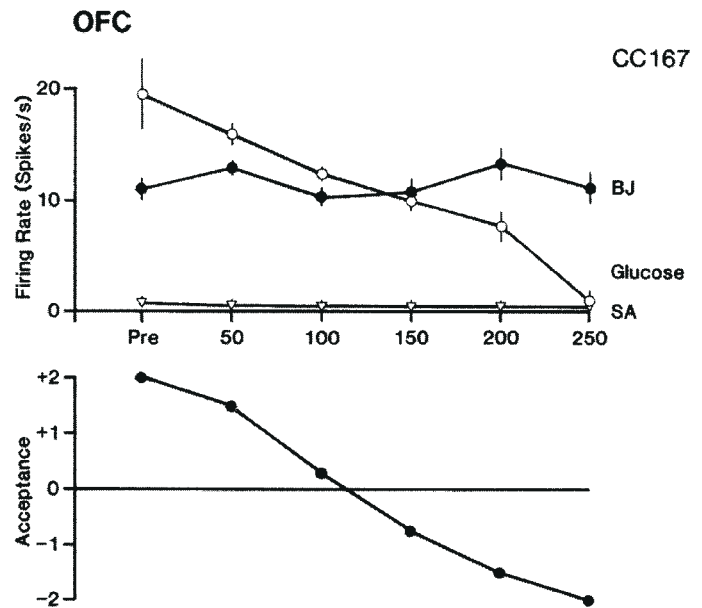 OFC
CC167
Firing Rate (Spikes/s)
20
10
0
BJ
Glucose
SA
Pre 50 100 150 200 250
Acceptance
+2
+1
0
−1
−2